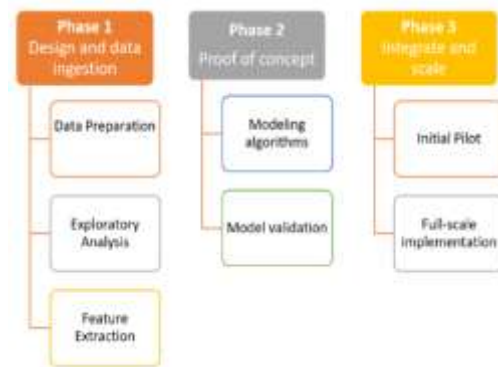 Phase 1
Design and data
ingestion
Data Preparation
Exploratory
Analysis
Feature
Extraction
Phase 2
Proof of concept
Modeling
algorithms
Model validation
Phase 3
Integrate and
scale
Initial Pilot
Full-scale
Implementation